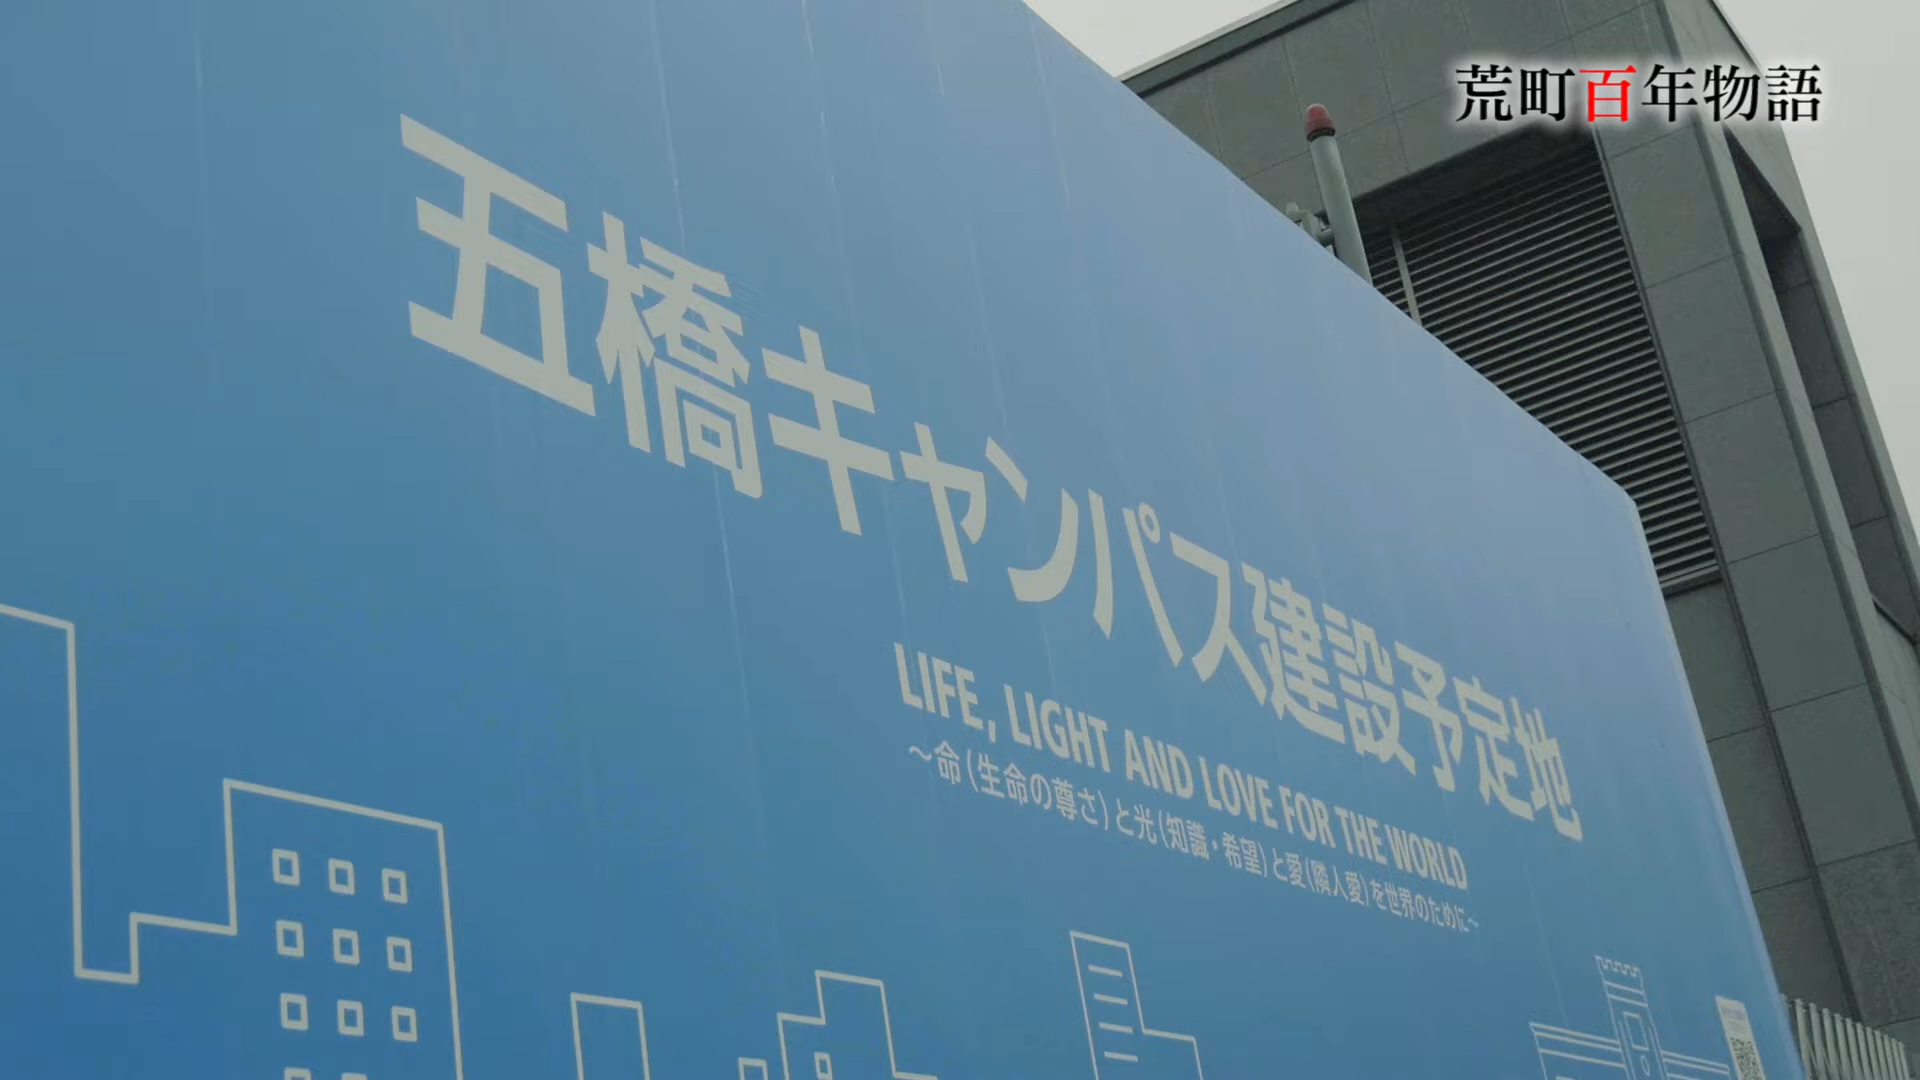 荒町百年物語
五橋キャンパス建設予定地
LIFE, LIGHT AND LOVE FOR THE WORLD
～命(生命の尊さ)と光(知識・希望)と愛(隣人愛)を世界のために～